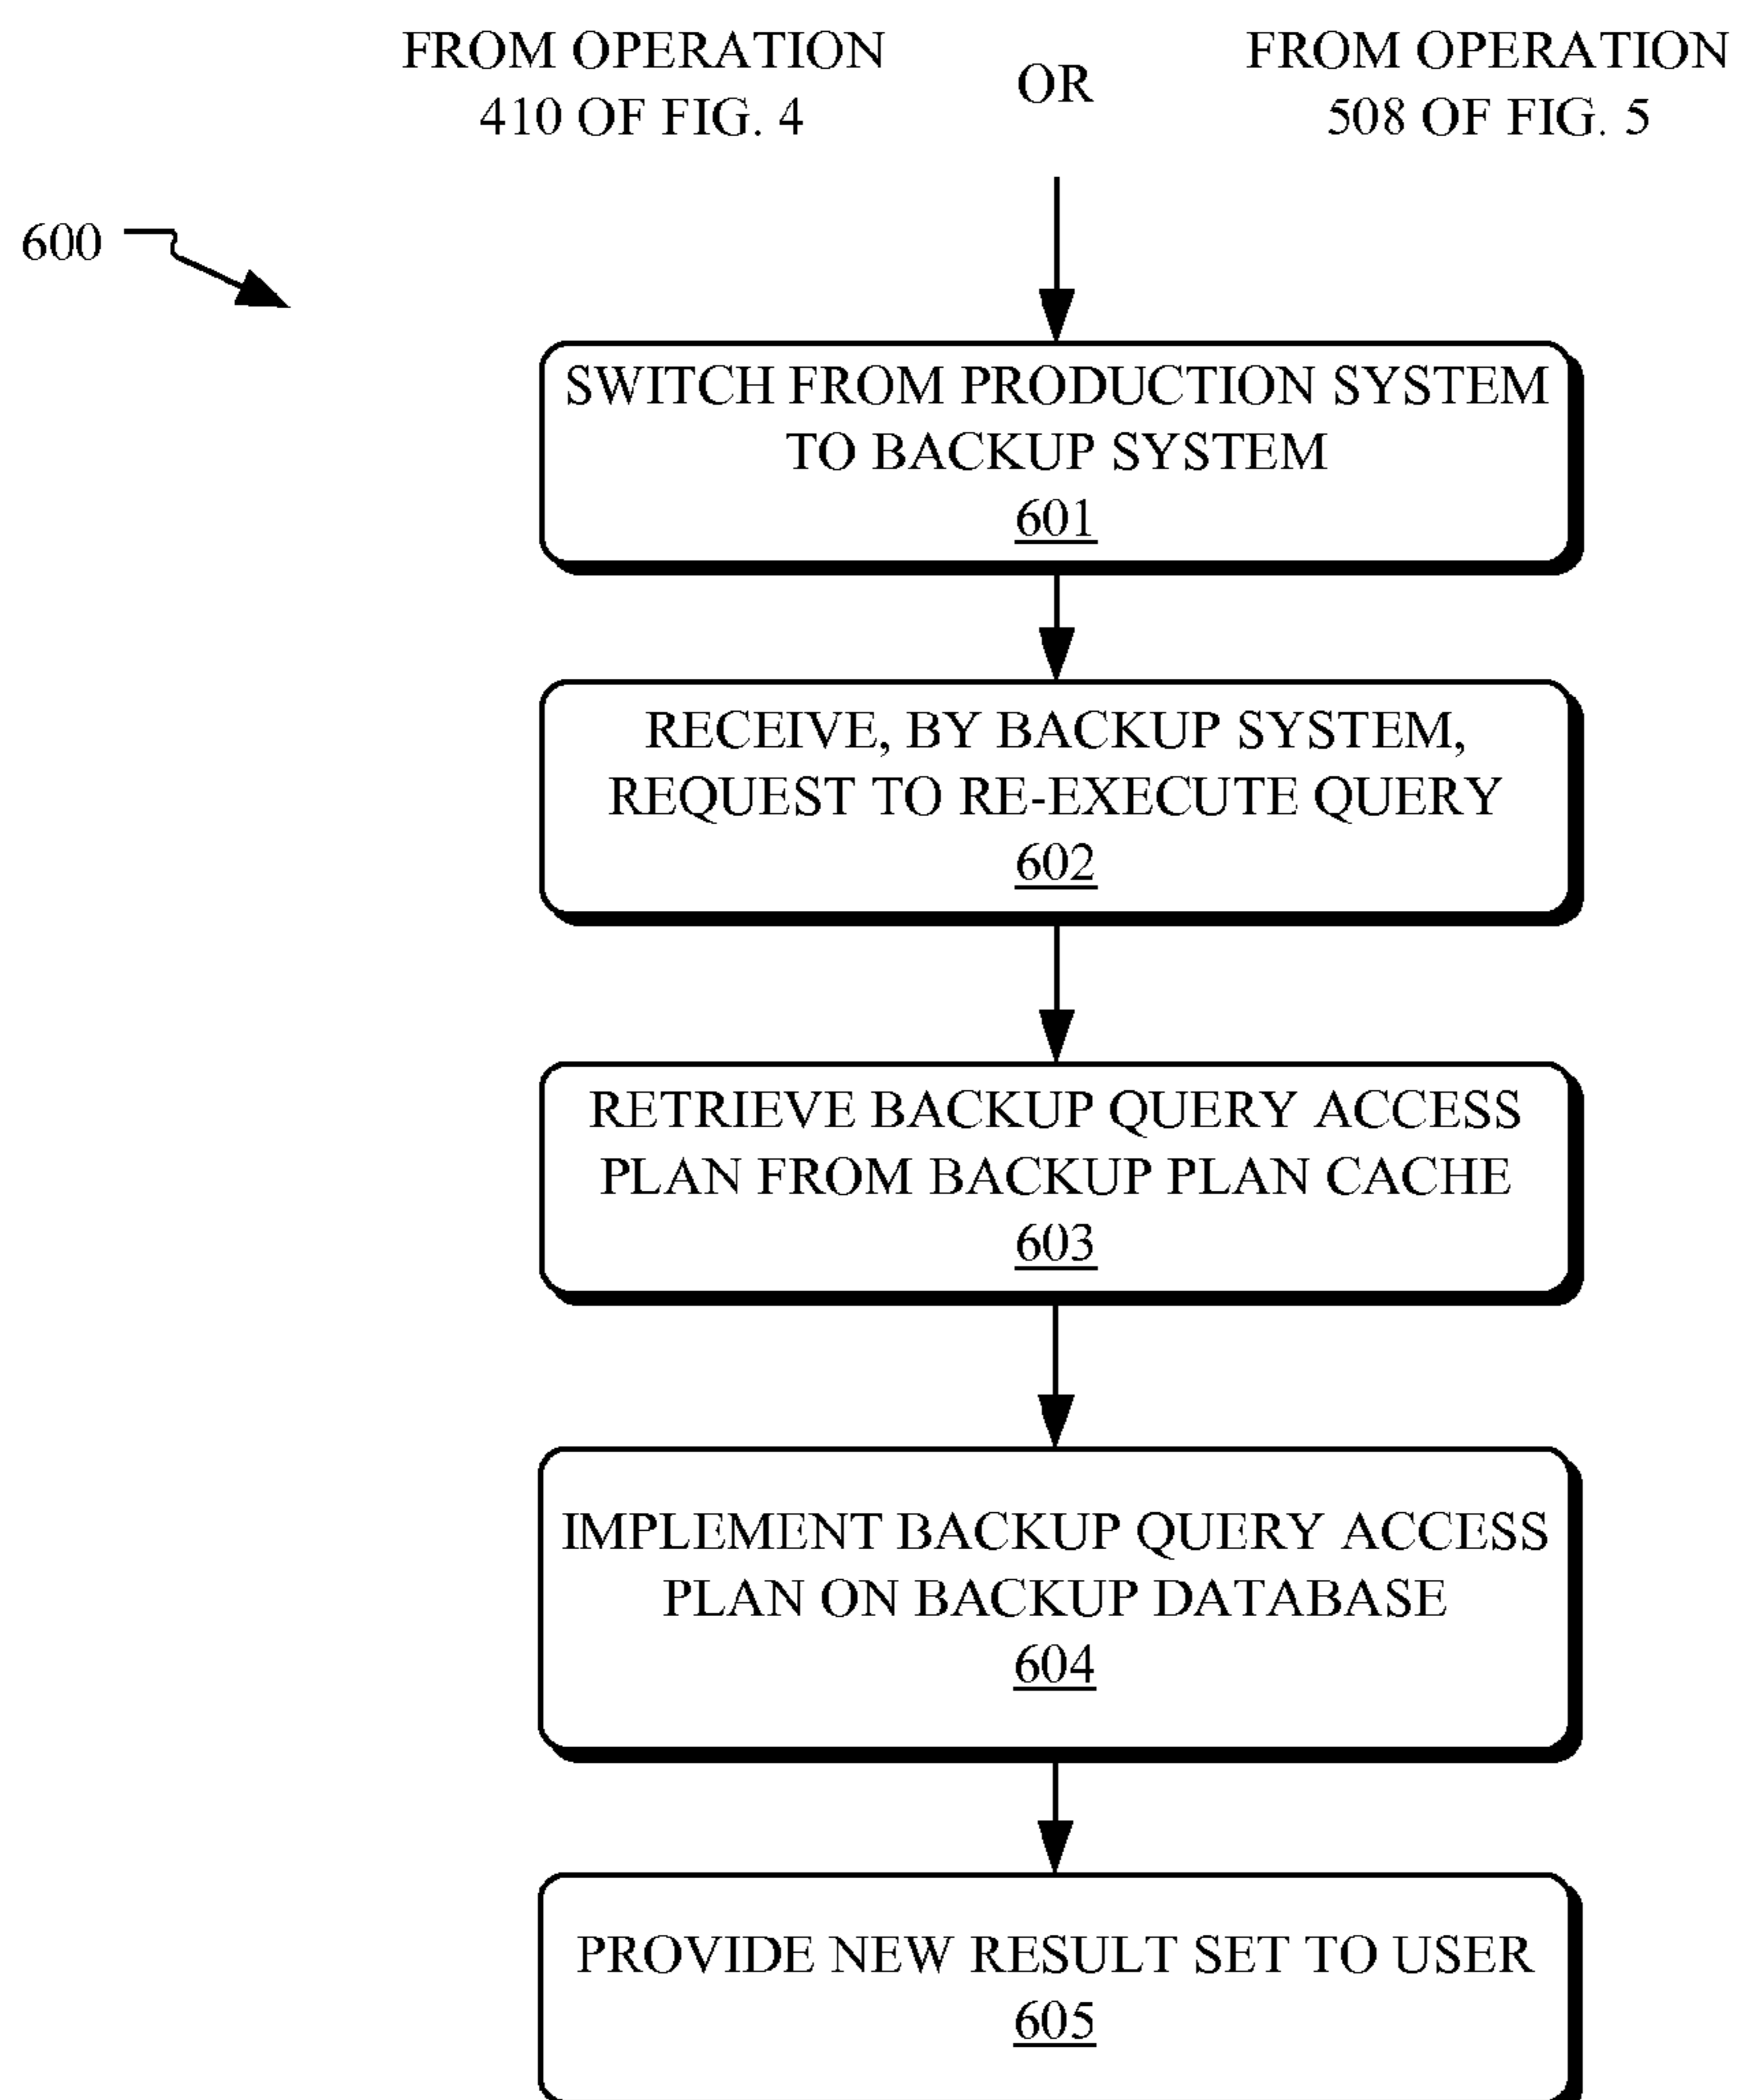 FROM OPERATION
410 OF FIG. 4
OR
FROM OPERATION
508 OF FIG. 5
600
SWITCH FROM PRODUCTION SYSTEM
TO BACKUP SYSTEM
601
RECEIVE, BY BACKUP SYSTEM,
REQUEST TO RE-EXECUTE QUERY
602
RETRIEVE BACKUP QUERY ACCESS
PLAN FROM BACKUP PLAN CACHE
603
IMPLEMENT BACKUP QUERY ACCESS
PLAN ON BACKUP DATABASE
604
PROVIDE NEW RESULT SET TO USER
605